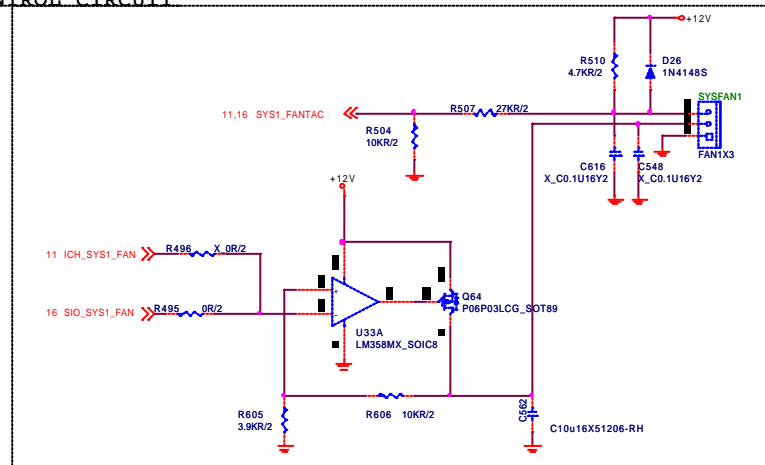 NTROL CIRCUIT
+12V
R510
4.7KR/2
D26
1N4148S
SYSFAN1
11,16 SYS1_FANTAC
R507 27KR/2
R504
10KR/2
FAN1X3
C616
X_C0.1U16Y2
C548
X_C0.1U16Y2
+12V
11 ICH_SYS1_FAN
R496 X_0R/2
16 SIO_SYS1_FAN
R495 0R/2
+
-
Q64
P06P03LCG_SOT89
U33A
LM358MX_SOIC8
R605
3.9KR/2
R606 10KR/2
C562
C10u16X51206-RH